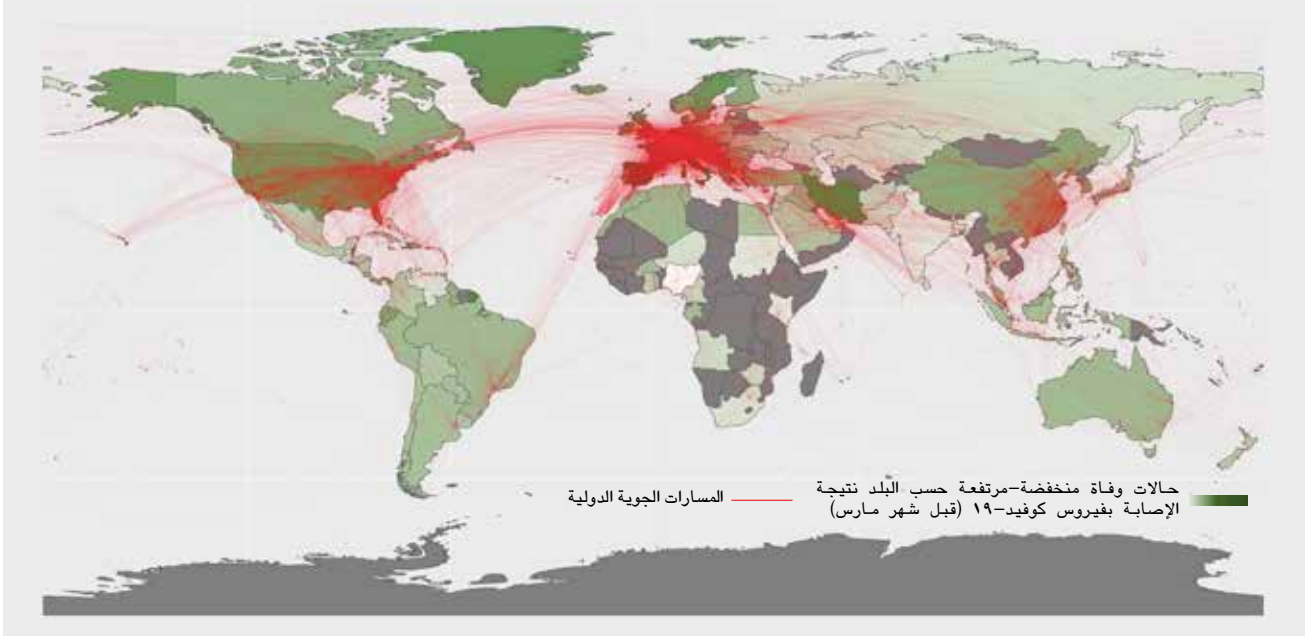 حالات وفاة منخفضة–مرتفعة حسب البلد نتيجة
الإصابة بفيروس كوفيد–١٩ (قبل شهر مارس)
المسارات الجوية الدولية